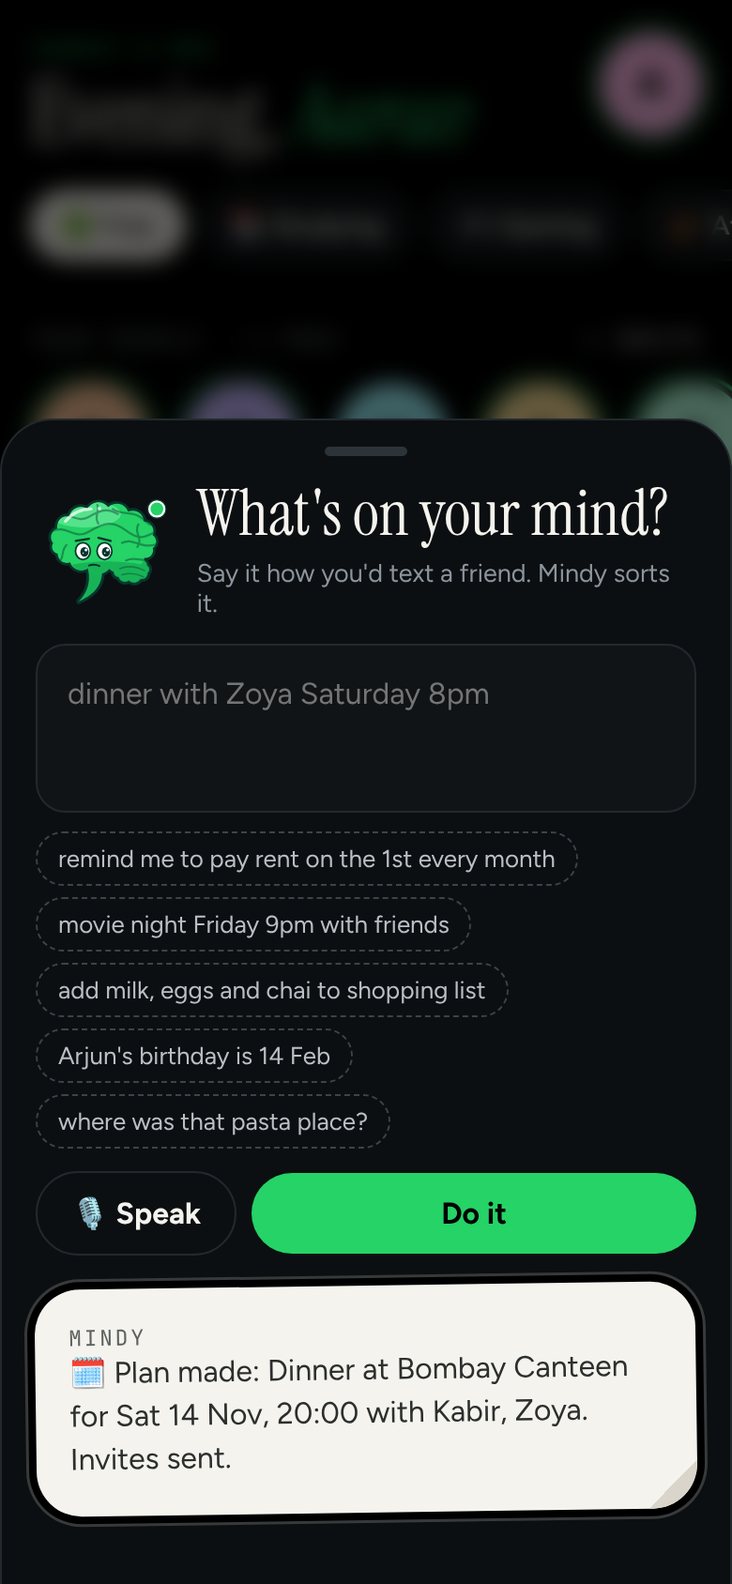 Evening,
What's on your mind?
Say it how you'd text a friend. Mindy sorts
it.
dinner with Zoya Saturday 8pm
remind me to pay rent on the 1st every month
movie night Friday 9pm with friends
add milk, eggs and chai to shopping list
Arjun's birthday is 14 Feb
where was that pasta place?
🎙️ Speak
Do it
MINDY
🗓️ Plan made: Dinner at Bombay Canteen
for Sat 14 Nov, 20:00 with Kabir, Zoya.
Invites sent.